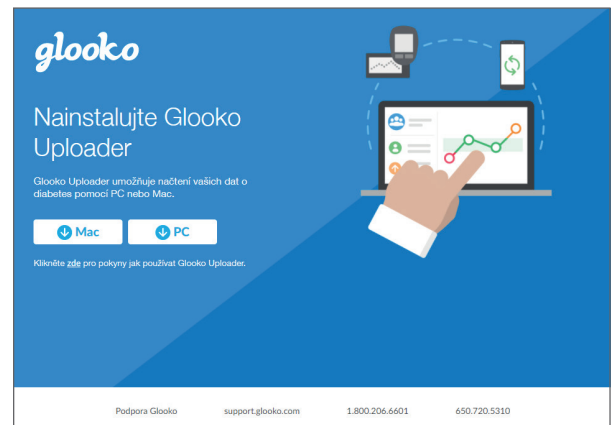 glooko
Nainstalujte Glooko
Uploader
Glooko Uploader umožňuje načtení vašich dat o
diabetes pomocí PC nebo Mac.
Mac PC
Klikněte zde pro pokyny jak používat Glooko Uploader.
Podpora Glooko support.glooko.com 1.800.206.6601 650.720.5310